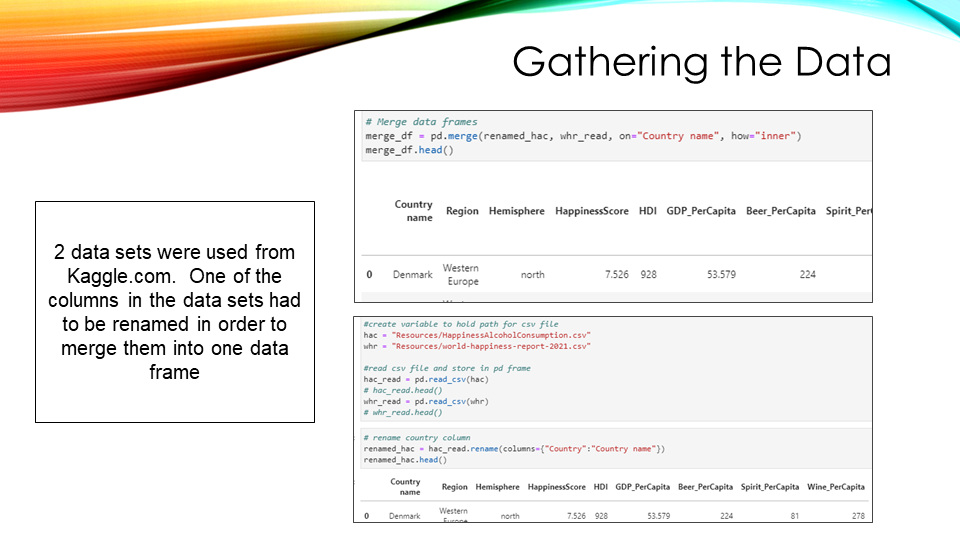 Gathering the Data
2 data sets were used from
Kaggle.com. One of the
columns in the data sets had
to be renamed in order to
merge them into one data
frame
# Merge data frames
merge_df = pd.merge(renamed_hac, whr_read, on="Country name", how="inner")
merge_df.head()
Country name Region Hemisphere HappinessScore HDI GDP_PerCapita Beer_PerCapita Spirit_Per
0 Denmark Western Europe north 7.526 928 53.579 224
#create variable to hold path for csv file
hac = "Resources/HappinessAlcoholConsumption.csv"
whr = "Resources/world-happiness-report-2021.csv"
#read csv file and store in pd frame
hac_read = pd.read_csv(hac)
# hac_read.head()
whr_read = pd.read_csv(whr)
# whr_read.head()
# rename country column
renamed_hac = hac_read.rename(columns={"Country":"Country name"})
renamed_hac.head()
Country name Region Hemisphere HappinessScore HDI GDP_PerCapita Beer_PerCapita Spirit_PerCapita Wine_PerCapita
0 Denmark Western Europe north 7.526 928 53.579 224 81 278